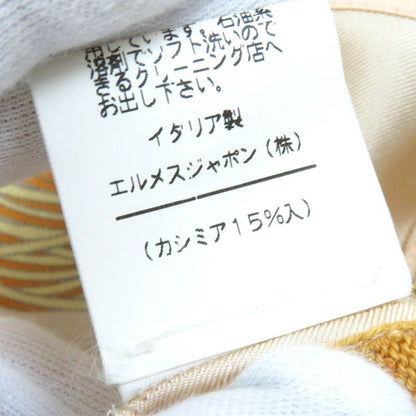 用しています。石油系
溶剤でソフト洗いので
きるクリーニング店へ
お出し下さい。
イタリア製
エルメスジャポン(株)
(カシミア15%入)